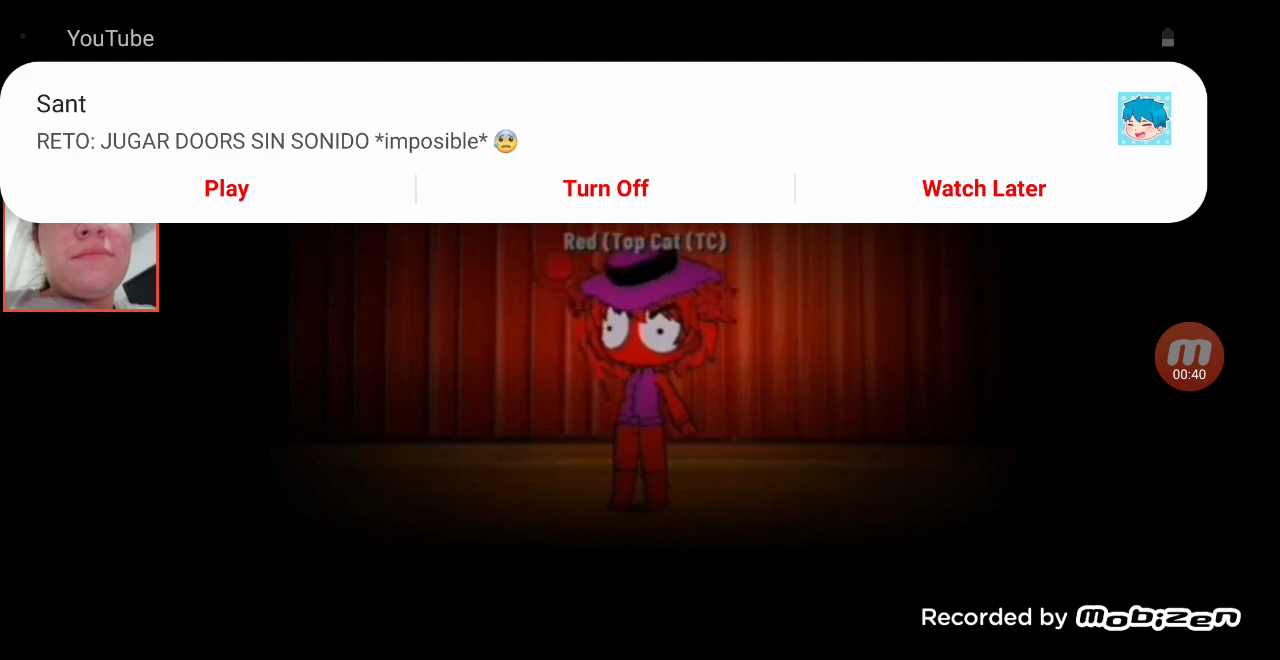 YouTube
Sant
RETO: JUGAR DOORS SIN SONIDO *imposible* 😰
Play
Turn Off
Watch Later
Red (Top Cat (TC)
00:40
Recorded by mobizen